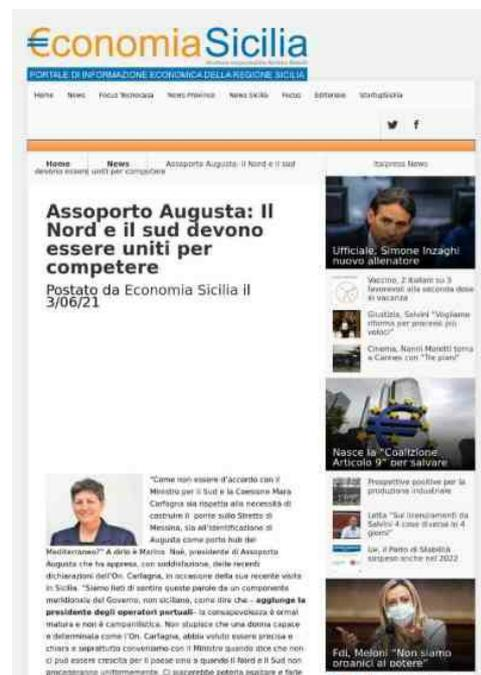 €conomiaSicilia
PORTALE DI INFORMAZIONE ECONOMICA DELLA REGIONE SICILIA
Home News Focus Tecnocasa News Province News Sicilia Focus Editoriale StartupSicilia
Home News Assoporto Augusta: Il Nord e il sud
devono essere uniti per competere
Assoporto Augusta: Il
Nord e il sud devono
essere uniti per
competere
Postato da Economia Sicilia il
3/06/21
"Come non essere d'accordo con il
Ministro per il Sud e la Coesione Mara
Carfagna sia rispetto alla necessità di
costruire il ponte sullo Stretto di
Messina, sia all'identificazione di
Augusta come porto hub del
Mediterraneo?" A dirlo è Marina Noè, presidente di Assoporto
Augusta che ha appreso, con soddisfazione, delle recenti
dichiarazioni dell'On. Carfagna, in occasione della sua recente visita
in Sicilia. "Siamo lieti di sentire queste parole da un componente
meridionale del Governo, non siciliano, come dire che – aggiunge la
presidente degli operatori portuali– la consapevolezza è ormai
matura e non è campanilistica. Non stupisce che una donna capace
e determinata come l'On. Carfagna, abbia voluto essere precisa e
chiara e soprattutto conveniamo con il Ministro quando dice che non
ci può essere crescita per il paese sino a quando il Nord e il Sud non
procederanno uniformemente. Ci piacerebbe poterla ospitare e farle
Italpress News
Ufficiale, Simone Inzaghi
nuovo allenatore
Vaccino, 2 italiani su 3
favorevoli alla seconda dose
in vacanza
Giustizia, Salvini "Vogliamo
riforma per processi più
veloci"
Cinema, Nanni Moretti torna
a Cannes con "Tre piani"
Nasce la "Coalizione
Articolo 9" per salvare
Prospettive positive per la
produzione industriale
Letta "Sui licenziamenti da
Salvini 4 cose diverse in 4
giorni"
Ue, il Patto di Stabilità
sospeso anche nel 2022
Fdi, Meloni "Non siamo
organici al potere"